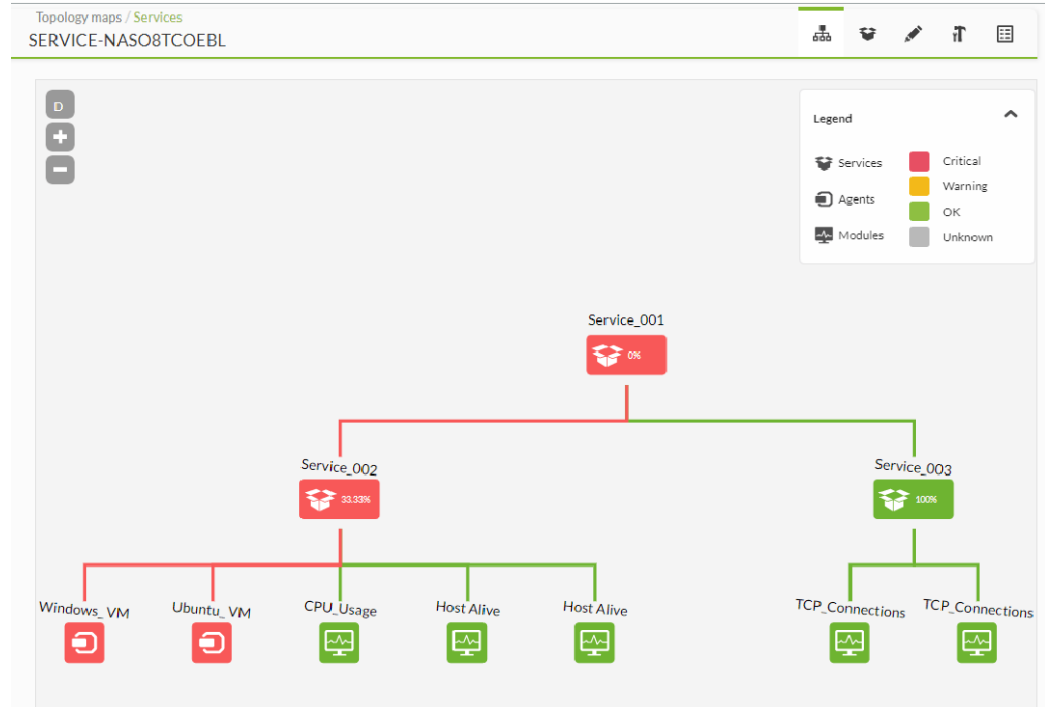 Topology maps / Services
SERVICE-NASO8TCOEBL
D
Legend
Services
Critical
Warning
Agents
OK
Modules
Unknown
Service_001
0%
Service_002
Service_003
33.33%
100%
Windows_VM
Ubuntu_VM
CPU_Usage
Host Alive
Host Alive
TCP_Connections
TCP_Connections